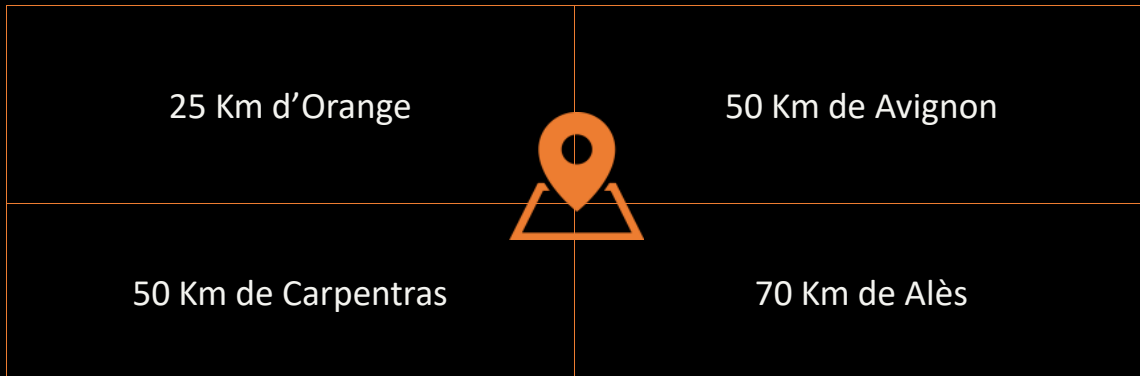 25 Km d’Orange
50 Km de Avignon
50 Km de Carpentras
70 Km de Alès